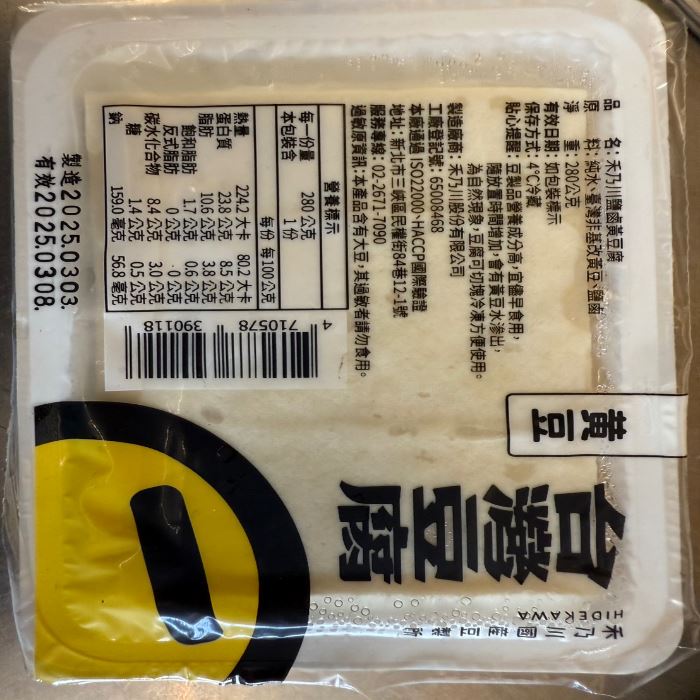 品名：禾乃川鹽鹵黃豆腐
原料：純水、臺灣非基改黃豆、鹽鹵
淨重：280公克
有效日期：如包裝標示
保存方式：4℃冷藏
貼心提醒：豆製品營養成分高，宜儘早食用，
隨放置時間增加，會有黃豆水滲出，
為自然現象，豆腐可切塊冷凍方便使用。
製造廠商：禾乃川股份有限公司
工廠登記號：65008468
本廠通過 ISO22000、HACCP國際驗證
地址：新北市三峽區民權街84巷12-1號
服務專線：02-2671-7090
過敏原資訊：本產品含有大豆，其過敏者請勿食用。
營養標示
每一份量 280 公克
本包裝含 1 份
每份 每100公克
熱量 224.2 大卡 80.2 大卡
蛋白質 23.8 公克 8.5 公克
脂肪 10.6 公克 3.8 公克
飽和脂肪 1.7 公克 0.6 公克
反式脂肪 0 公克 0 公克
碳水化合物 8.4 公克 3.0 公克
糖 1.4 公克 0.5 公克
鈉 159.0 毫克 56.8 毫克
4 710578 390118
製造2025.0303.
有效2025.0308.
黃豆
台灣豆腐
HIDEKAWA
禾乃川國產豆製所